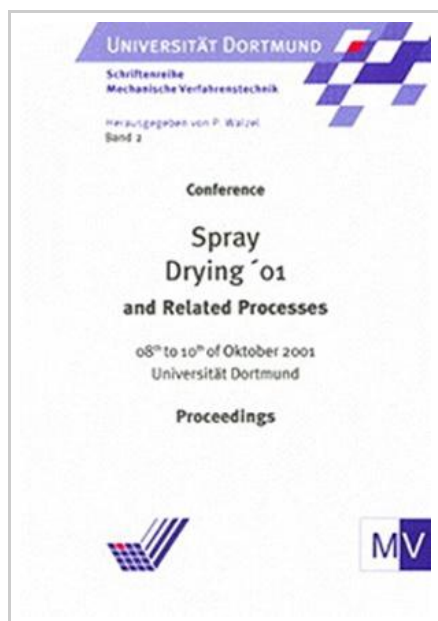 UNIVERSITÄT DORTMUND
Schriftenreihe
Mechanische Verfahrenstechnik
Herausgegeben von P. Walzel
Band 2
Conference
Spray
Drying ´01
and Related Processes
08th to 10th of Oktober 2001
Universität Dortmund
Proceedings
MV